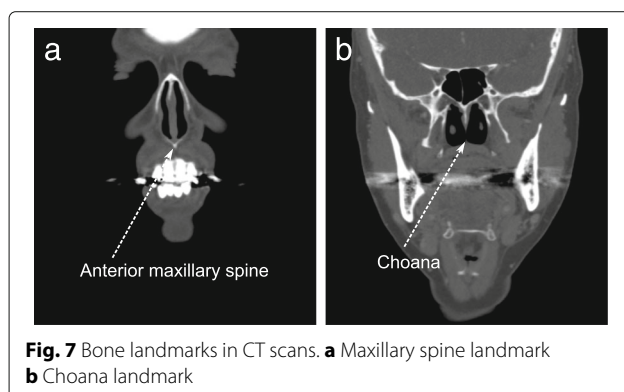 a
b
Anterior maxillary spine
Choana
Fig. 7 Bone landmarks in CT scans. a Maxillary spine landmark
b Choana landmark